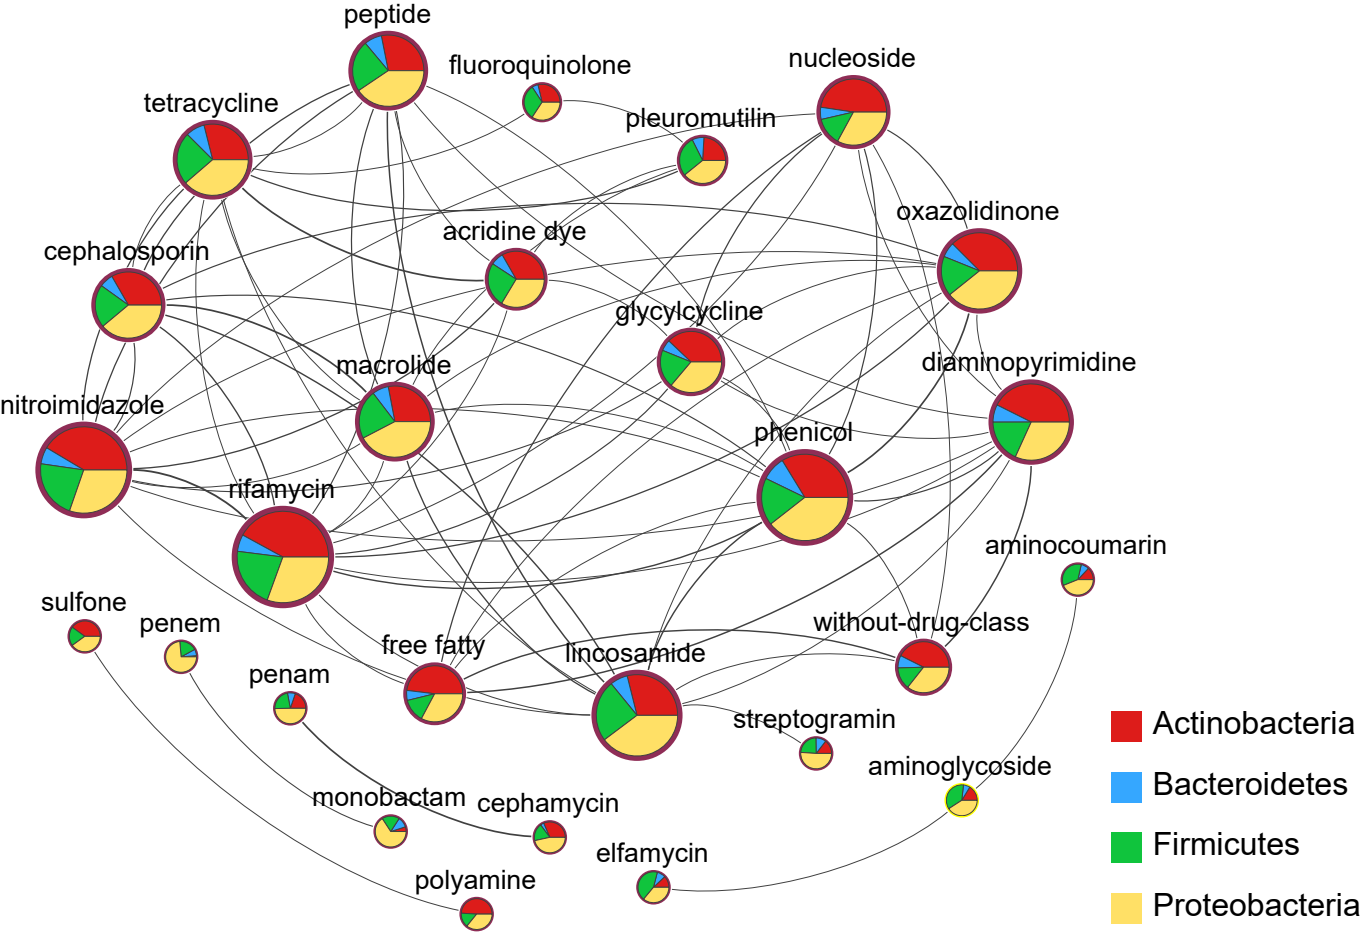 peptide
fluoroquinolone
nucleoside
tetracycline
pleuromutilin
oxazolidinone
acridine dye
cephalosporin
glycylcycline
macrolide
diaminopyrimidine
nitroimidazole
phenicol
rifamycin
aminocoumarin
sulfone
penem
without-drug-class
free fatty
lincosamide
penam
streptogramin
Actinobacteria
aminoglycoside
Bacteroidetes
monobactam
cephamycin
Firmicutes
elfamycin
polyamine
Proteobacteria